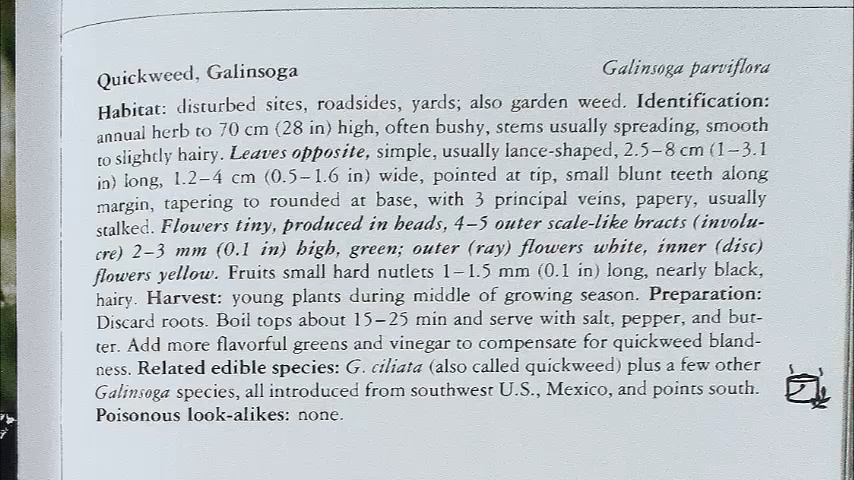 Quickweed, Galinsoga Galinsoga parviflora
Habitat: disturbed sites, roadsides, yards; also garden weed. Identification:
annual herb to 70 cm (28 in) high, often bushy, stems usually spreading, smooth
to slightly hairy. Leaves opposite, simple, usually lance-shaped, 2.5–8 cm (1–3.1
in) long, 1.2–4 cm (0.5–1.6 in) wide, pointed at tip, small blunt teeth along
margin, tapering to rounded at base, with 3 principal veins, papery, usually
stalked. Flowers tiny, produced in heads, 4–5 outer scale-like bracts (involu-
cre) 2–3 mm (0.1 in) high, green; outer (ray) flowers white, inner (disc)
flowers yellow. Fruits small hard nutlets 1–1.5 mm (0.1 in) long, nearly black,
hairy. Harvest: young plants during middle of growing season. Preparation:
Discard roots. Boil tops about 15–25 min and serve with salt, pepper, and but-
ter. Add more flavorful greens and vinegar to compensate for quickweed bland-
ness. Related edible species: G. ciliata (also called quickweed) plus a few other
Galinsoga species, all introduced from southwest U.S., Mexico, and points south.
Poisonous look-alikes: none.